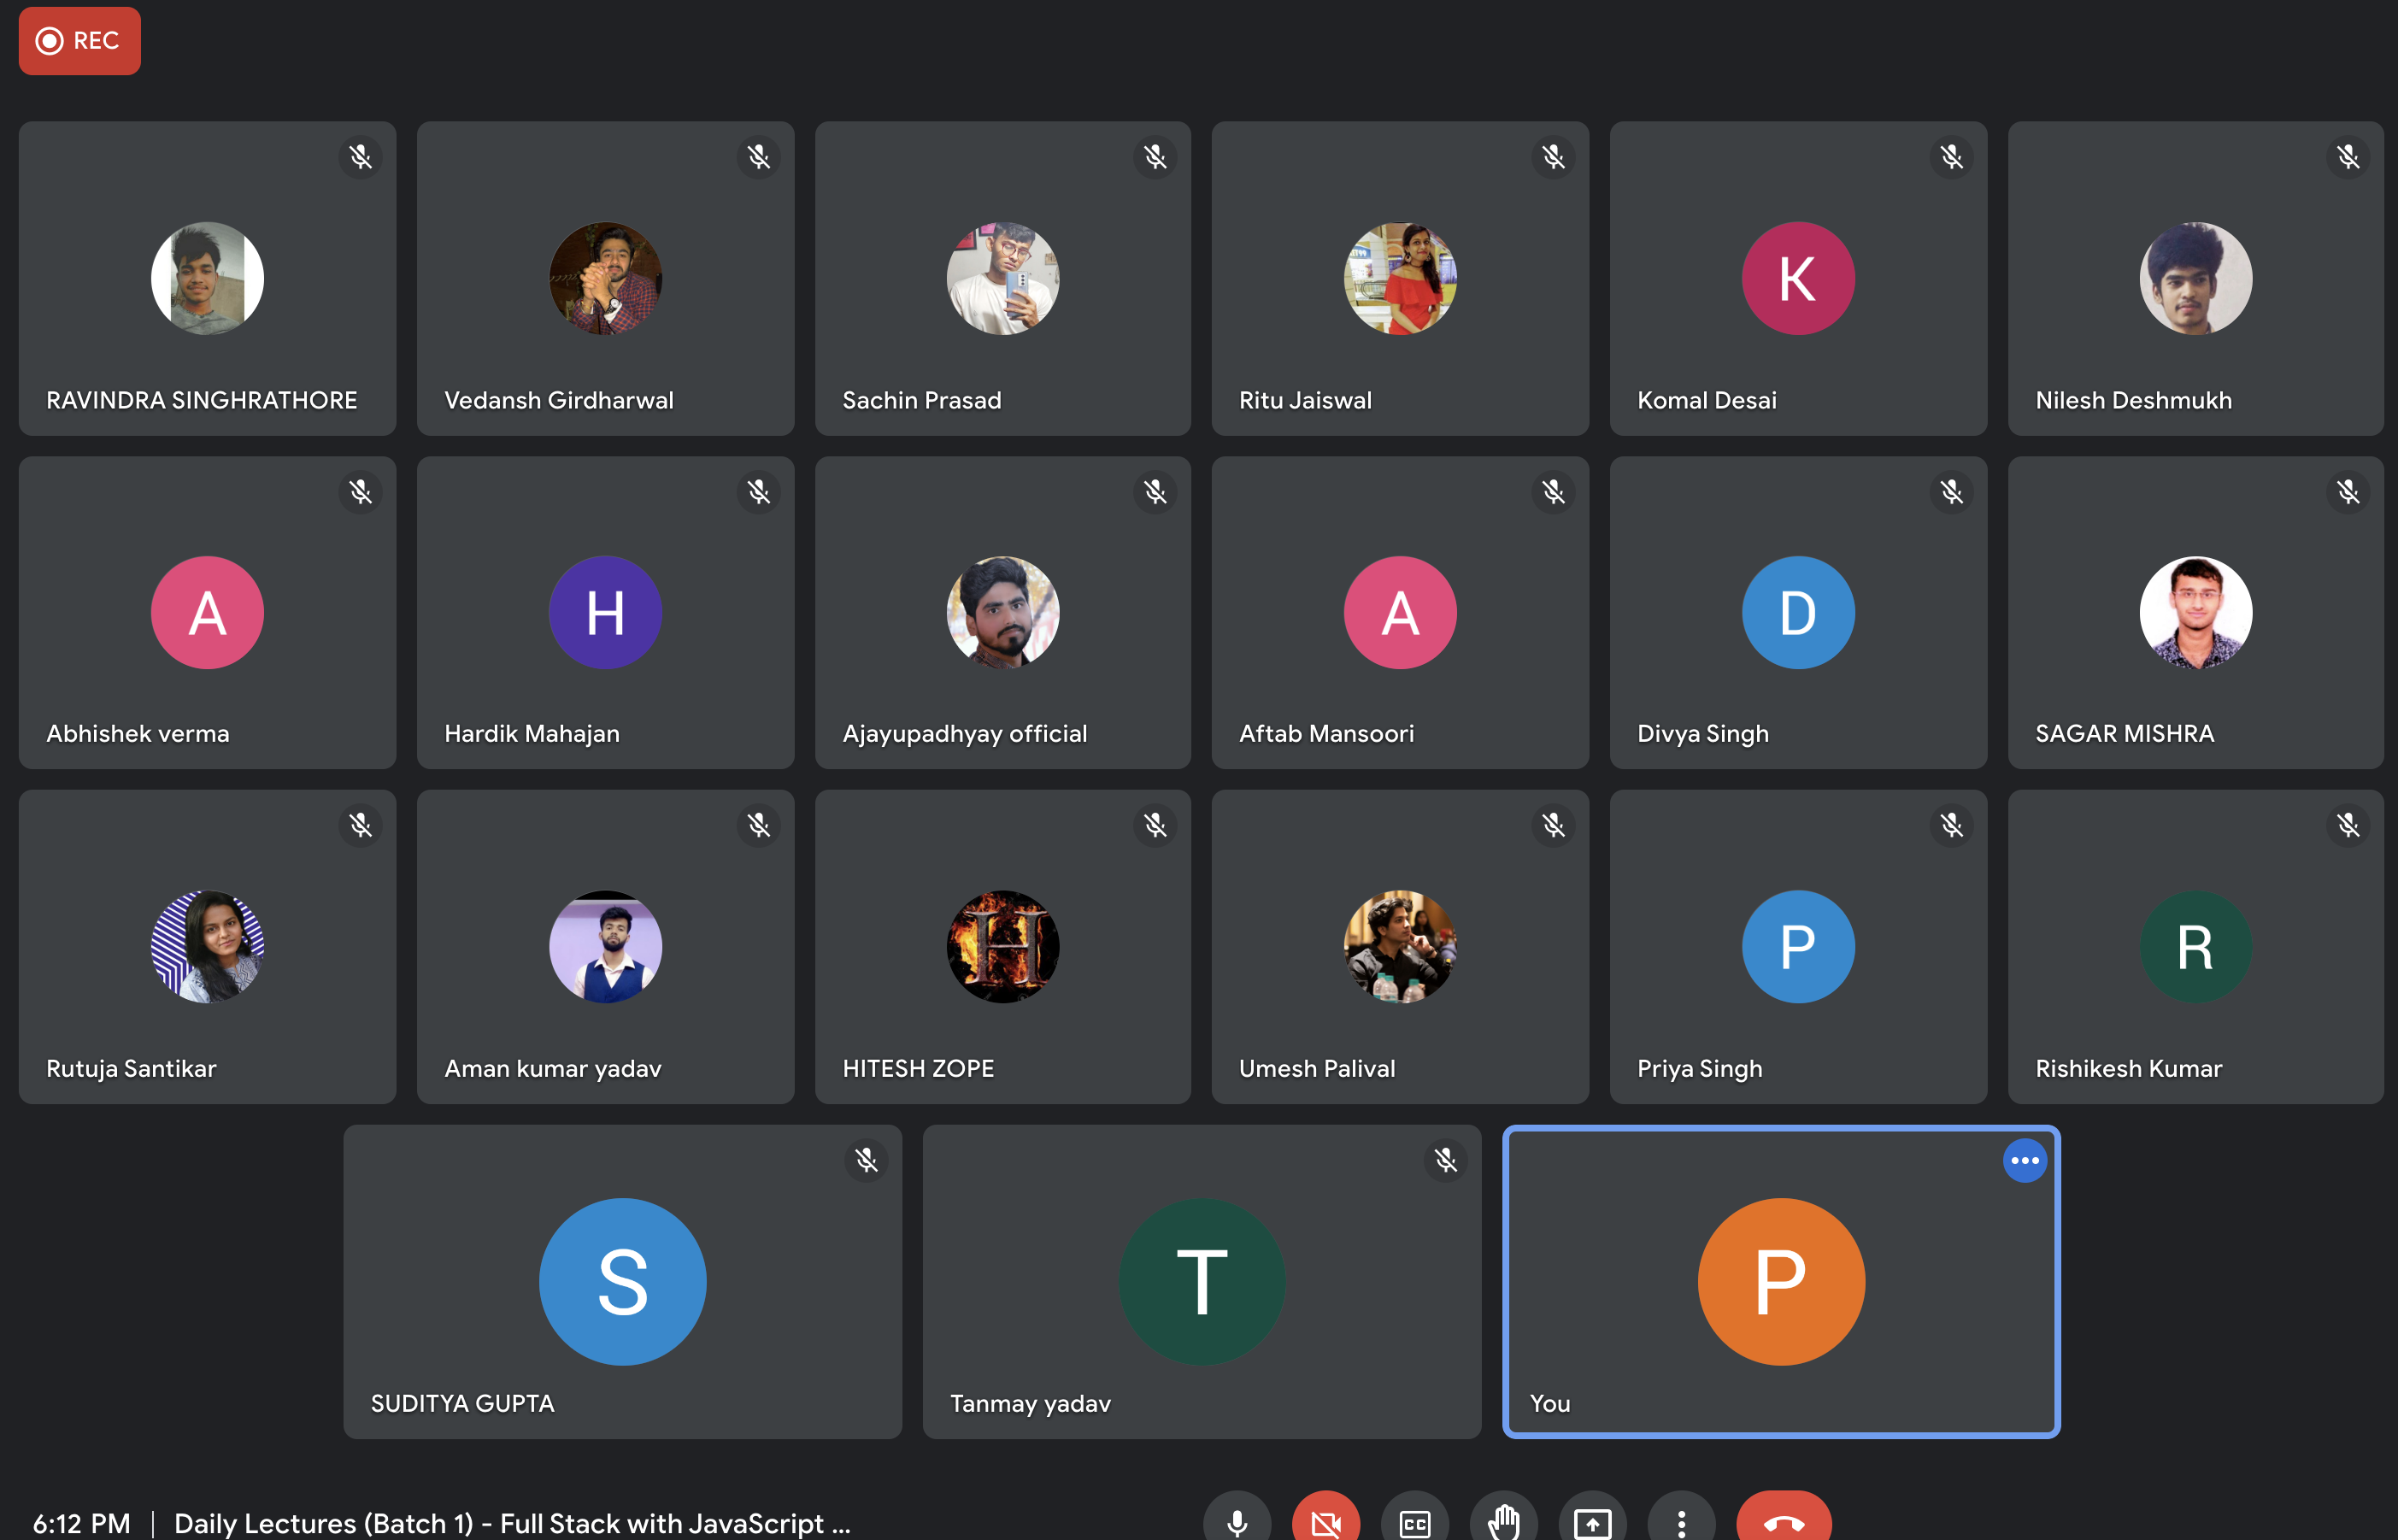 REC
RAVINDRA SINGHRATHORE
Vedansh Girdharwal
Sachin Prasad
Ritu Jaiswal
K
Komal Desai
Nilesh Deshmukh
A
Abhishek verma
H
Hardik Mahajan
Ajayupadhyay official
A
Aftab Mansoori
D
Divya Singh
SAGAR MISHRA
Rutuja Santikar
Aman kumar yadav
H
HITESH ZOPE
Umesh Palival
P
Priya Singh
R
Rishikesh Kumar
S
SUDITYA GUPTA
T
Tanmay yadav
P
You
6:12 PM | Daily Lectures (Batch 1) - Full Stack with JavaScript ...
CC